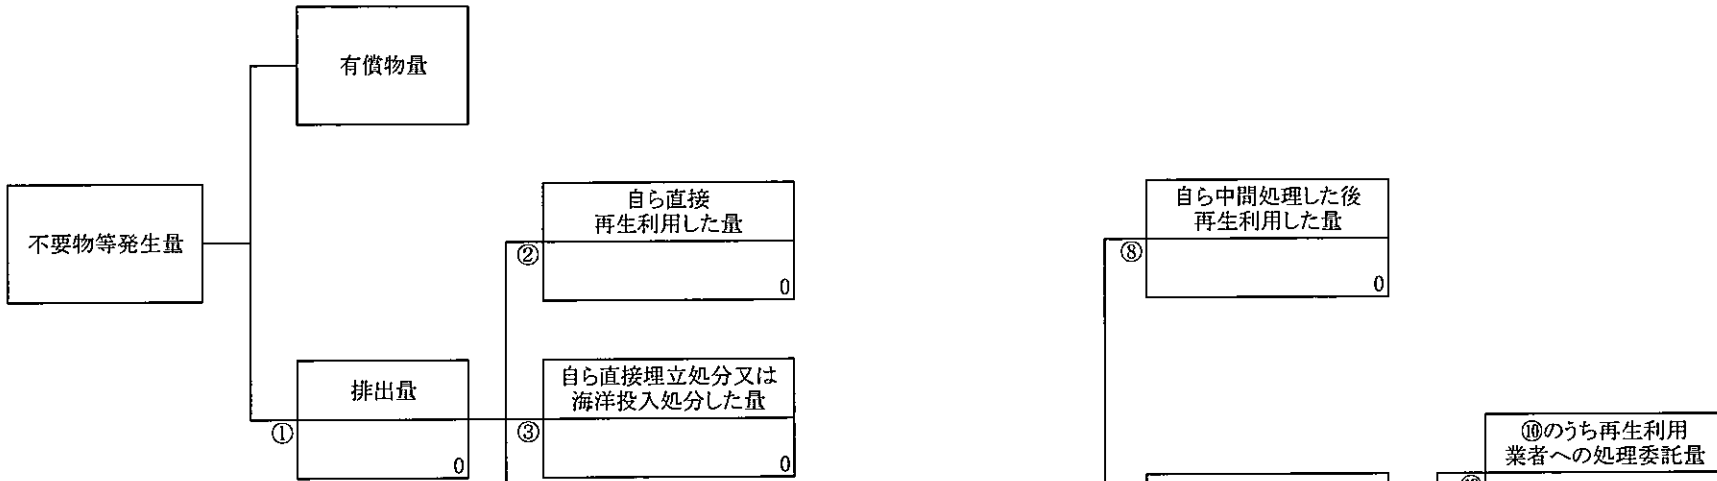 有償物量
不要物等発生量
自ら直接
再生利用した量
②
0
自ら中間処理した後
再生利用した量
⑧
0
排出量
①
0
自ら直接埋立処分又は
海洋投入処分した量
③
0
⑩のうち再生利用
業者への処理委託量